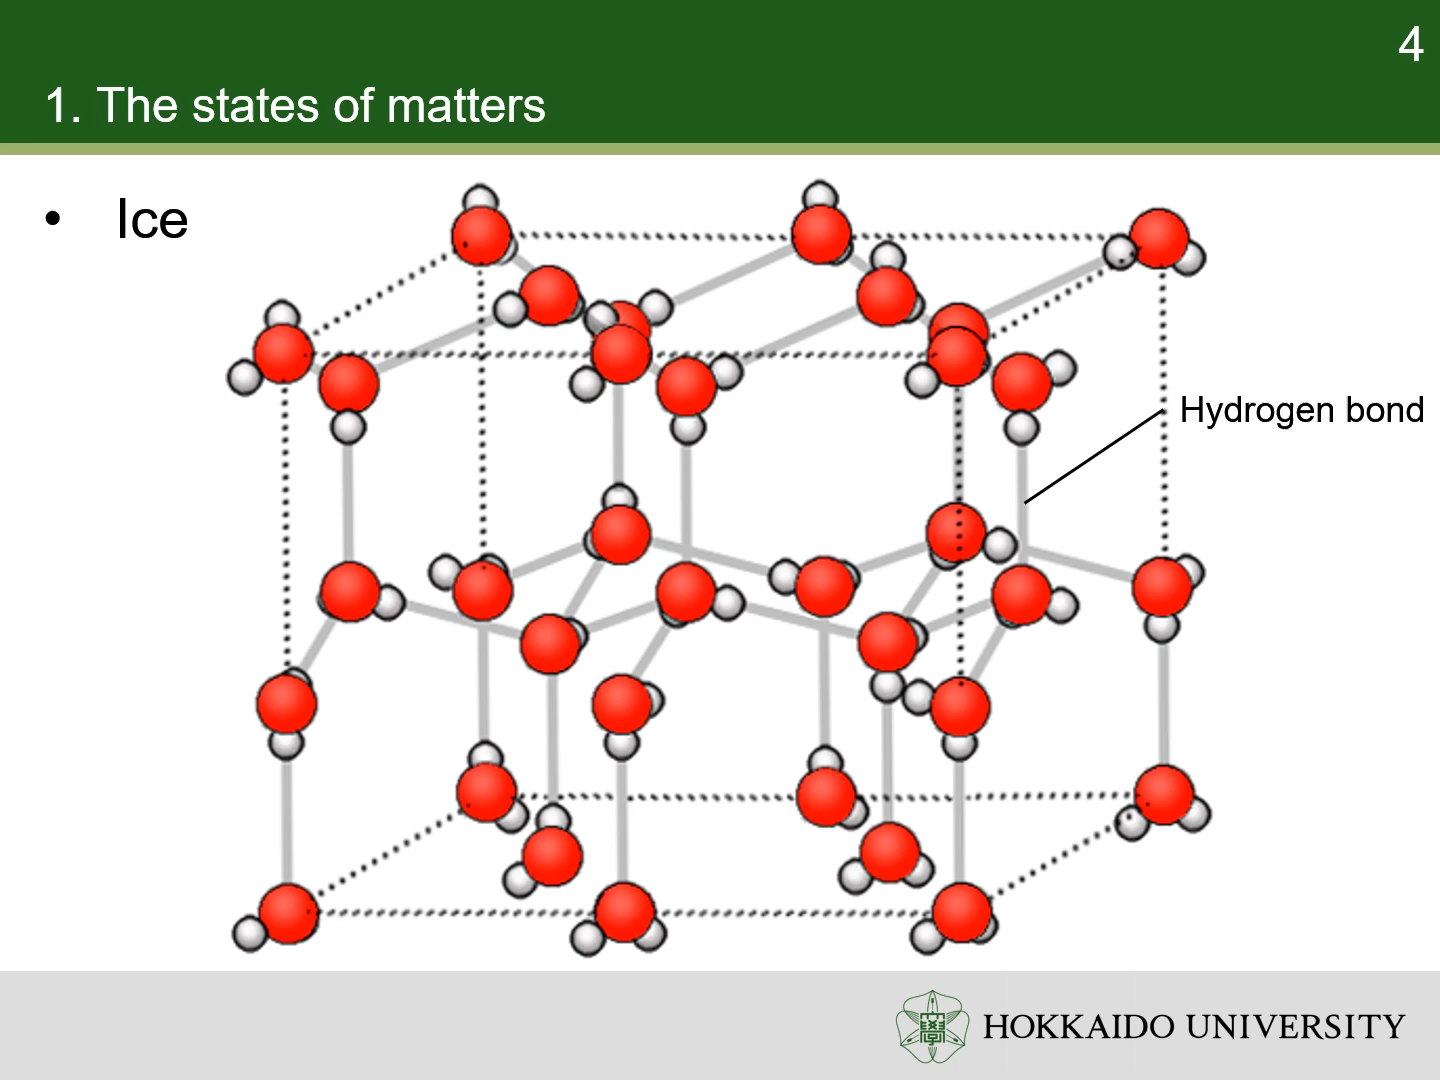 4
1. The states of matters
• Ice
Hydrogen bond
HOKKAIDO UNIVERSITY